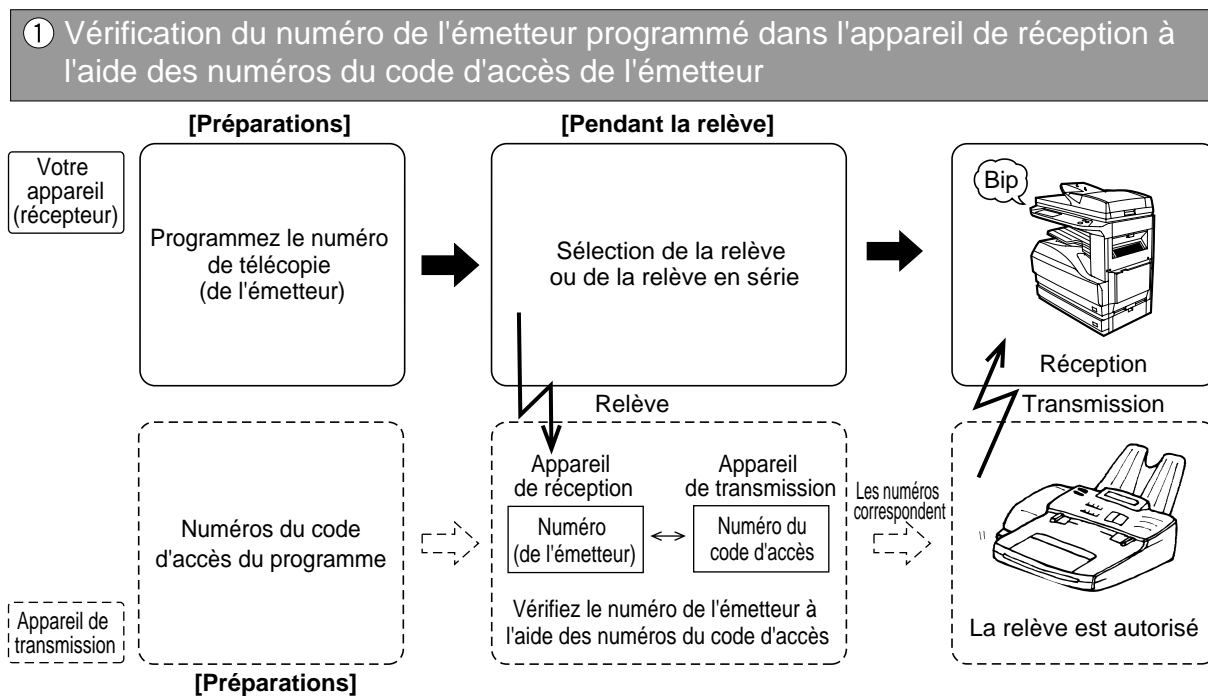 ① Vérification du numéro de l'émetteur programmé dans l'appareil de réception à
l'aide des numéros du code d'accès de l'émetteur
[Préparations]
[Pendant la relève]
Votre
appareil
(récepteur)
Programmez le numéro
de télécopie
(de l'émetteur)
Sélection de la relève
ou de la relève en série
Bip
Réception
Relève
Transmission
Appareil de
transmission
Numéros du code
d'accès du programme
Appareil
de réception
Numéro
(de l'émetteur)
Appareil
de transmission
Numéro du
code d'accès
Vérifiez le numéro de l'émetteur à
l'aide des numéros du code d'accès
Les numéros
correspondent
La relève est autorisé
[Préparations]